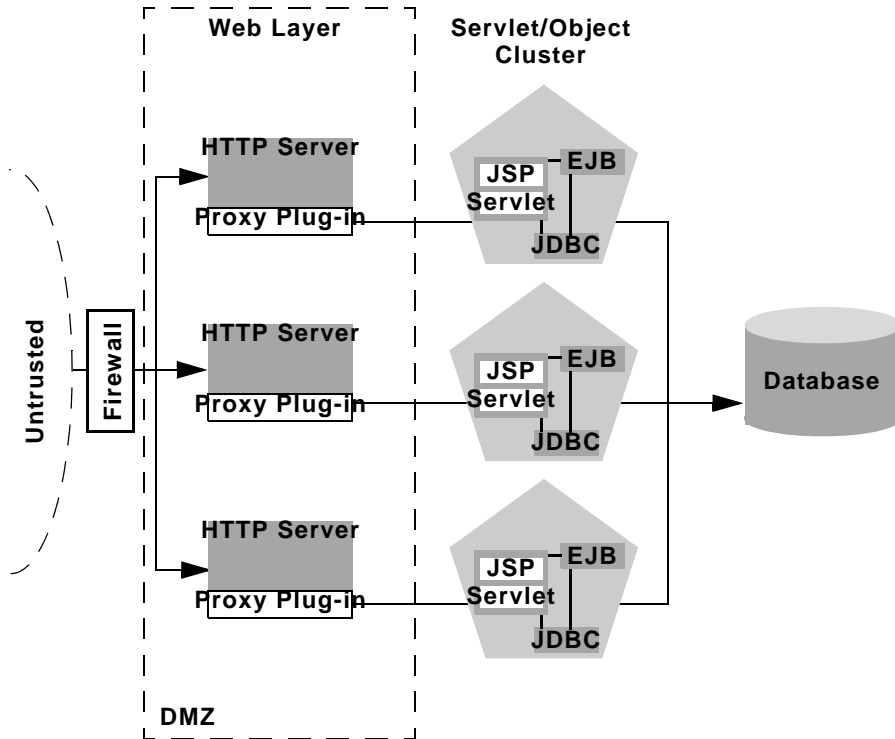 Web Layer
Servlet/Object
Cluster
HTTP Server
Proxy Plug-in
EJB
JSP
Servlet
JDBC
Untrusted
Firewall
HTTP Server
Proxy Plug-in
EJB
JSP
Servlet
JDBC
Database
HTTP Server
Proxy Plug-in
EJB
JSP
Servlet
JDBC
DMZ